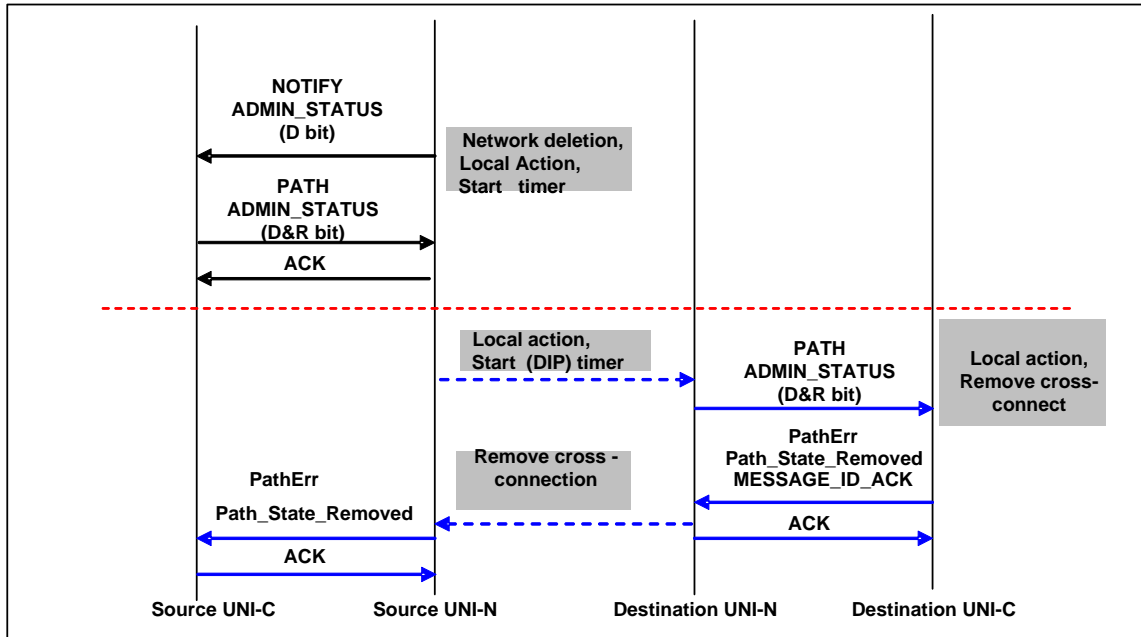 NOTIFY
ADMIN_STATUS
(D bit)
Network deletion,
Local Action,
Start timer
PATH
ADMIN_STATUS
(D&R bit)
ACK
Local action,
Start (DIP) timer
PATH
ADMIN_STATUS
(D&R bit)
Local action,
Remove cross-
connect
PathErr
Path_State_Removed
MESSAGE_ID_ACK
Remove cross -
connection
PathErr
Path_State_Removed
ACK
ACK
Source UNI-C
Source UNI-N
Destination UNI-N
Destination UNI-C